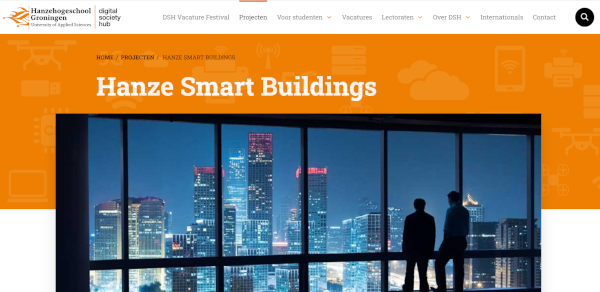 Hanzehogeschool
Groningen
University of Applied Sciences
digital
society
hub
DSH Vacature Festival Projecten Voor studenten Vacatures Lectoraten Over DSH Internationals Contact
HOME / PROJECTEN / HANZE SMART BUILDINGS
Hanze Smart Buildings